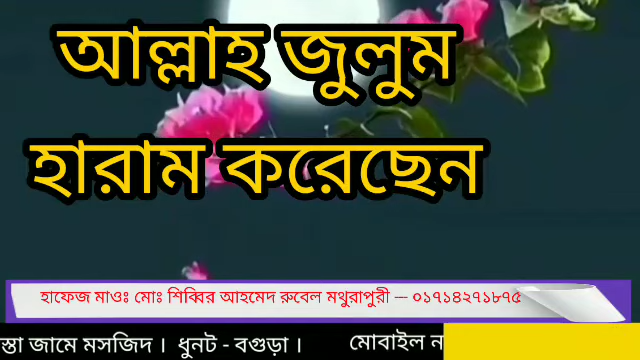 আল্লাহ জুলুম
হারাম করেছেন
হাফেজ মাওঃ মোঃ শিব্বির আহমেদ রুবেল মথুরাপুরী — ০১৭১৪২৭১৮৭৫
জামে মসজিদ । ধুনট - বগুড়া । মোবাইল